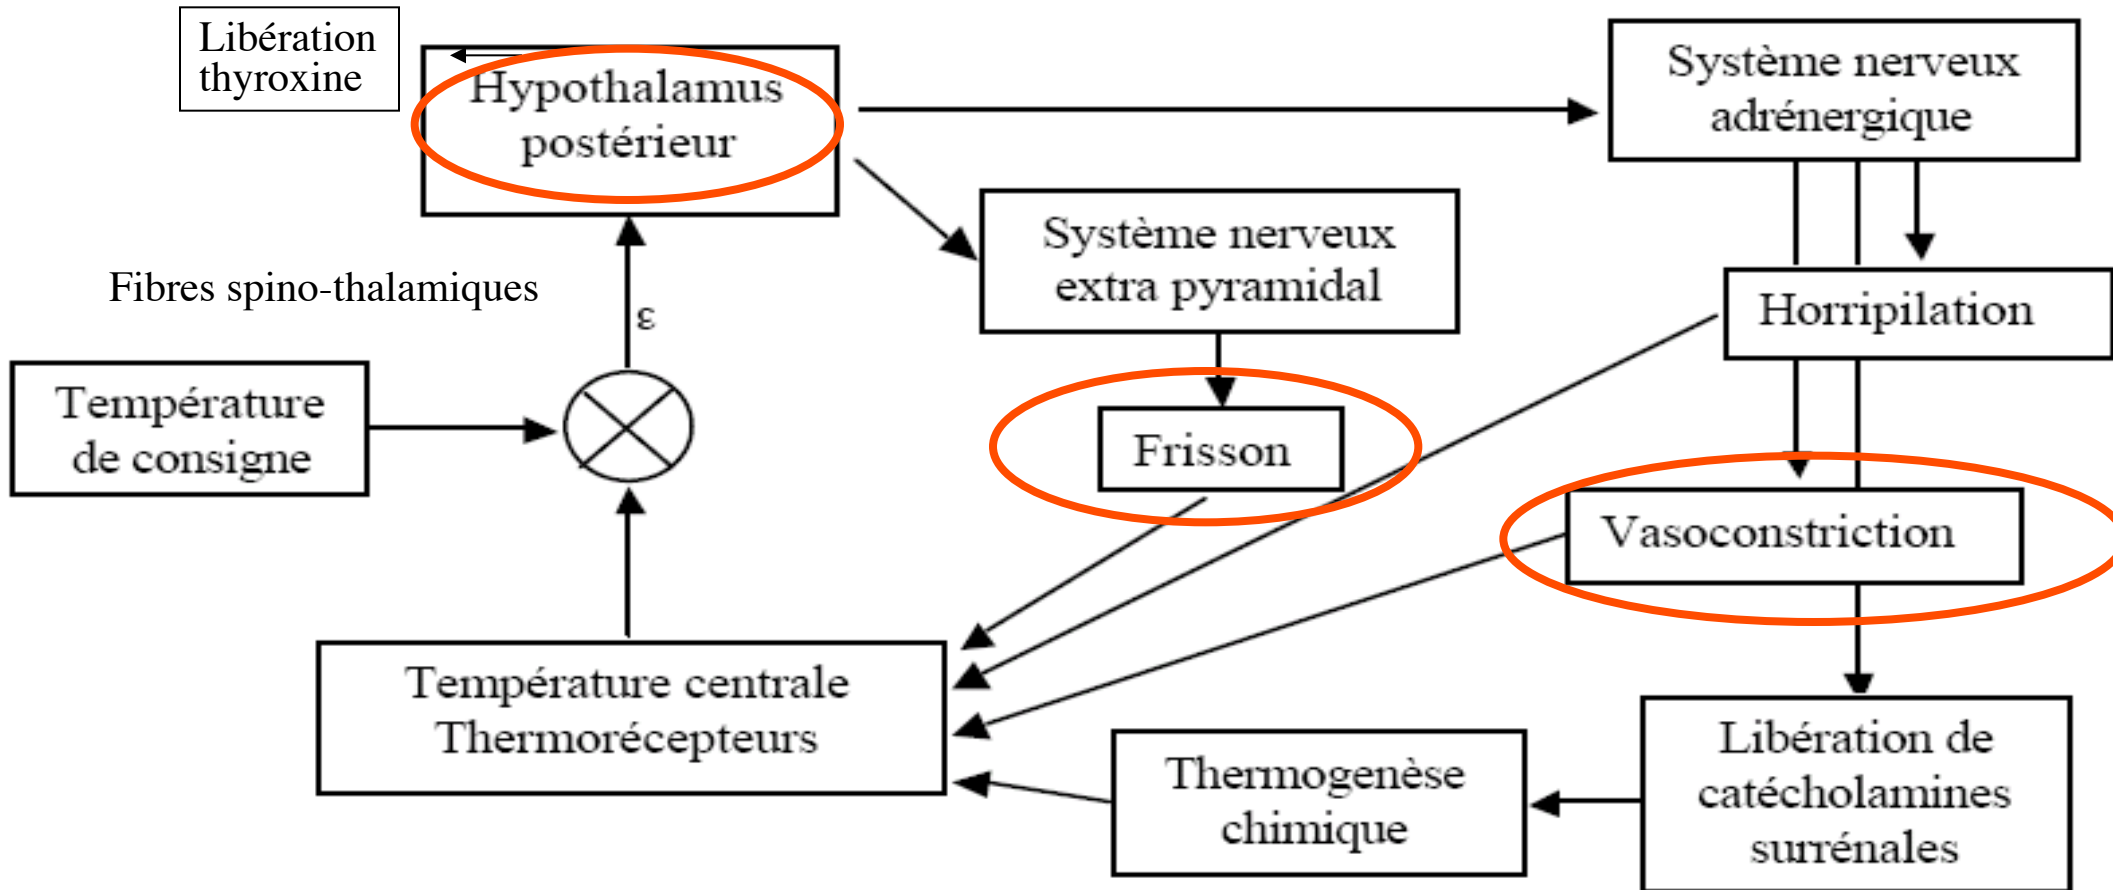 Libération
thyroxine
Hypothalamus
postérieur
Système nerveux
adrénergique
Système nerveux
extra pyramidal
Fibres spino-thalamiques
ε
Horripilation
Température
de consigne
Frisson
Vasoconstriction
Température centrale
Thermorécepteurs
Thermogenèse
chimique
Libération de
catécholamines
surrénales